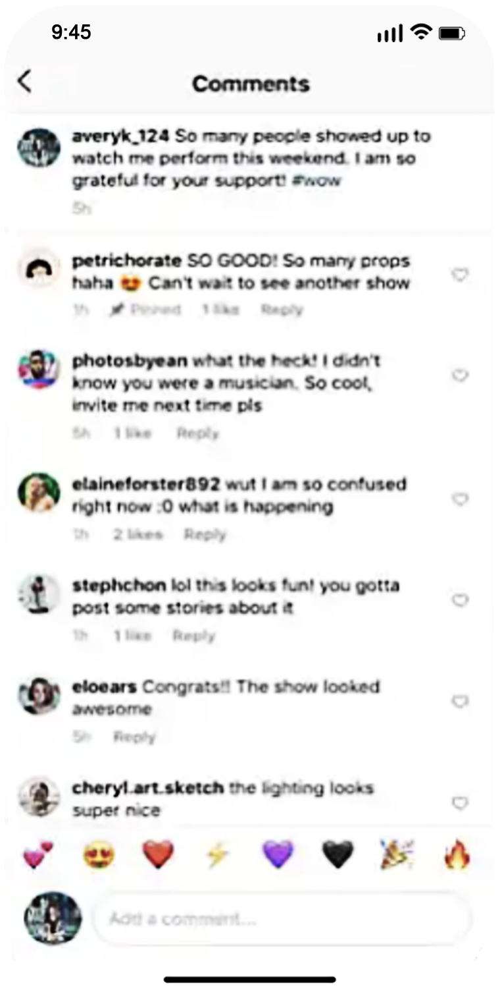 9:45
Comments
averyk_124 So many people showed up to
watch me perform this weekend. I am so
grateful for your support! #wow
5h
petrichorate SO GOOD! So many props
haha 😍 Can't wait to see another show
1h Pinned 1 like Reply
photosbyean what the heck! I didn't
know you were a musician. So cool,
invite me next time pls
5h 1 like Reply
elaineforster892 wut I am so confused
right now :0 what is happening
1h 2 likes Reply
stephchon lol this looks fun! you gotta
post some stories about it
1h 1 like Reply
eloears Congrats!! The show looked
awesome
5h Reply
cheryl.art.sketch the lighting looks
super nice
💕 😍 ❤️ ⚡ 💜 🖤 🎉 🔥
Add a comment...